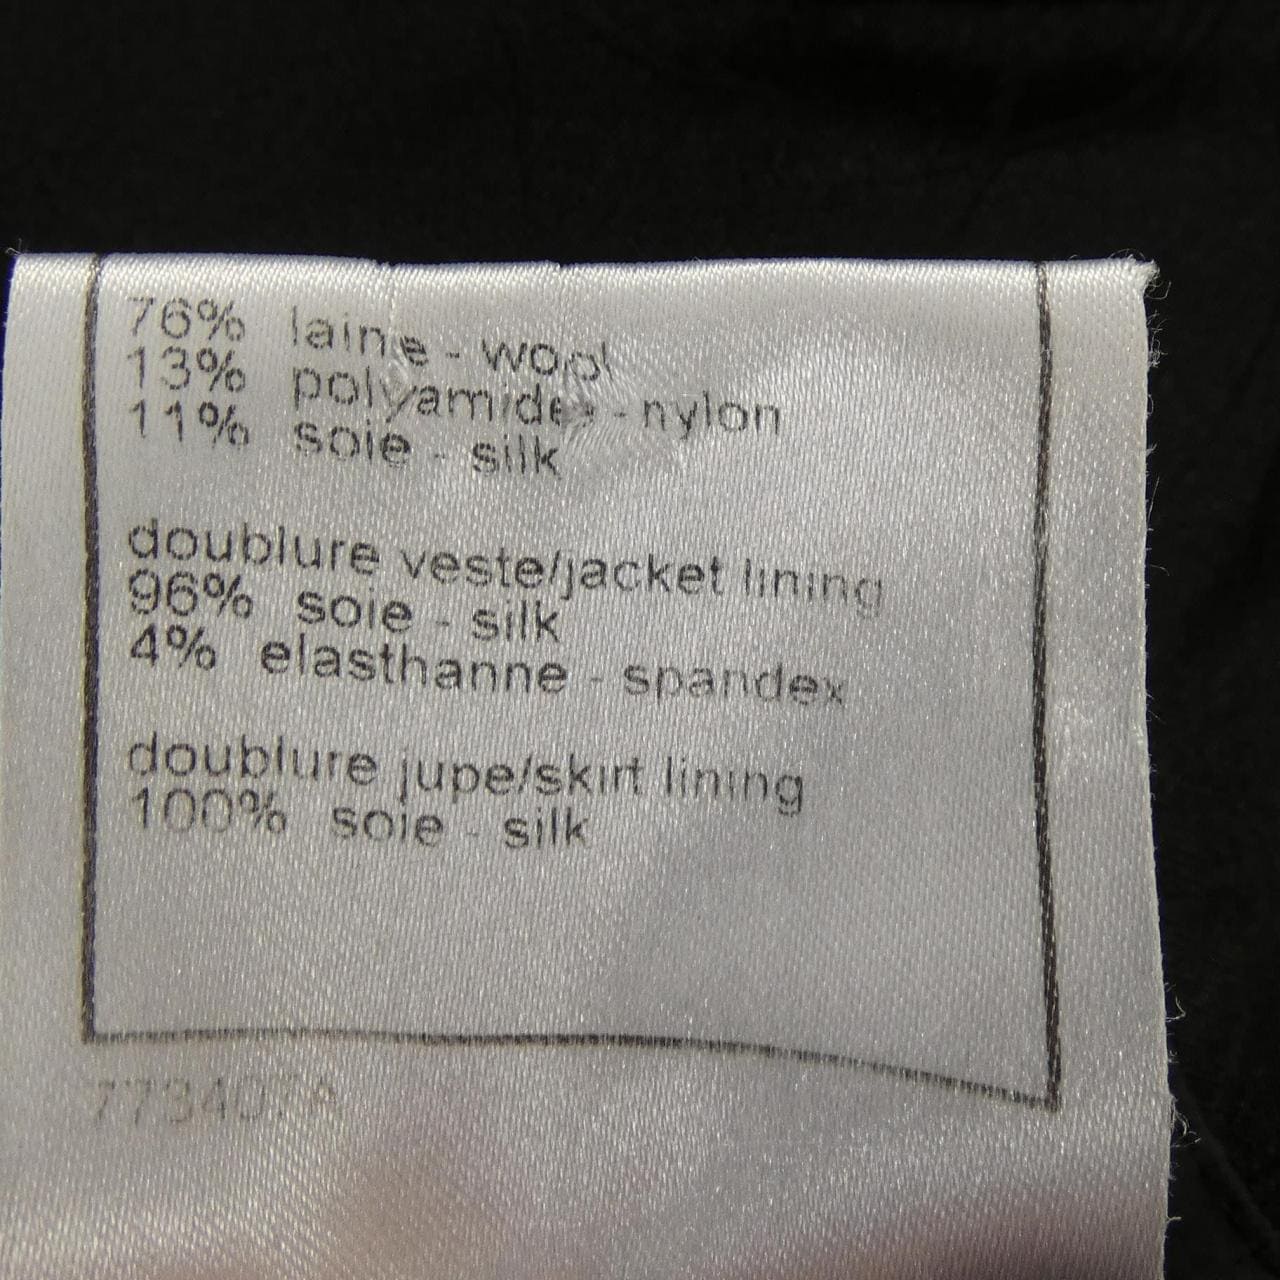 76% laine - wool
13% polyamide - nylon
11% soie - silk
doublure veste/jacket lining
96% soie - silk
4% elasthanne - spandex
doublure jupe/skirt lining
100% soie - silk